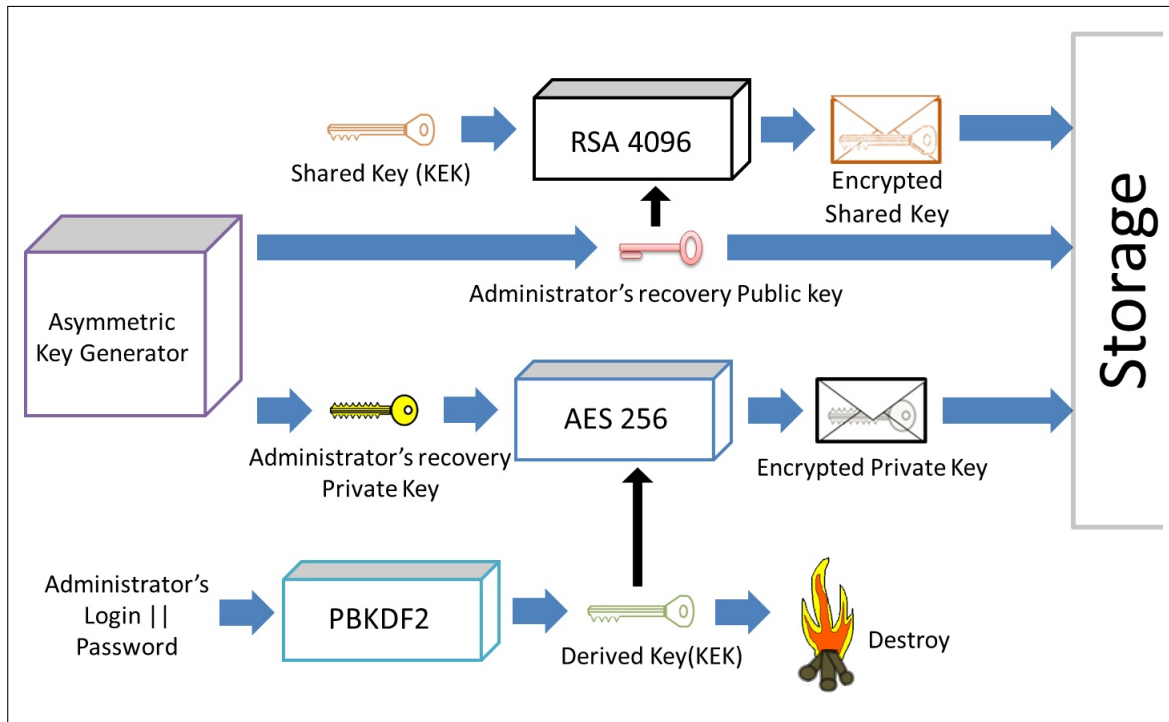 RSA 4096
Shared Key (KEK)
Encrypted
Shared Key
Storage
Administrator’s recovery Public key
Asymmetric
Key Generator
AES 256
Administrator’s recovery
Private Key
Encrypted Private Key
Administrator’s
Login ||
Password
PBKDF2
Derived Key(KEK)
Destroy